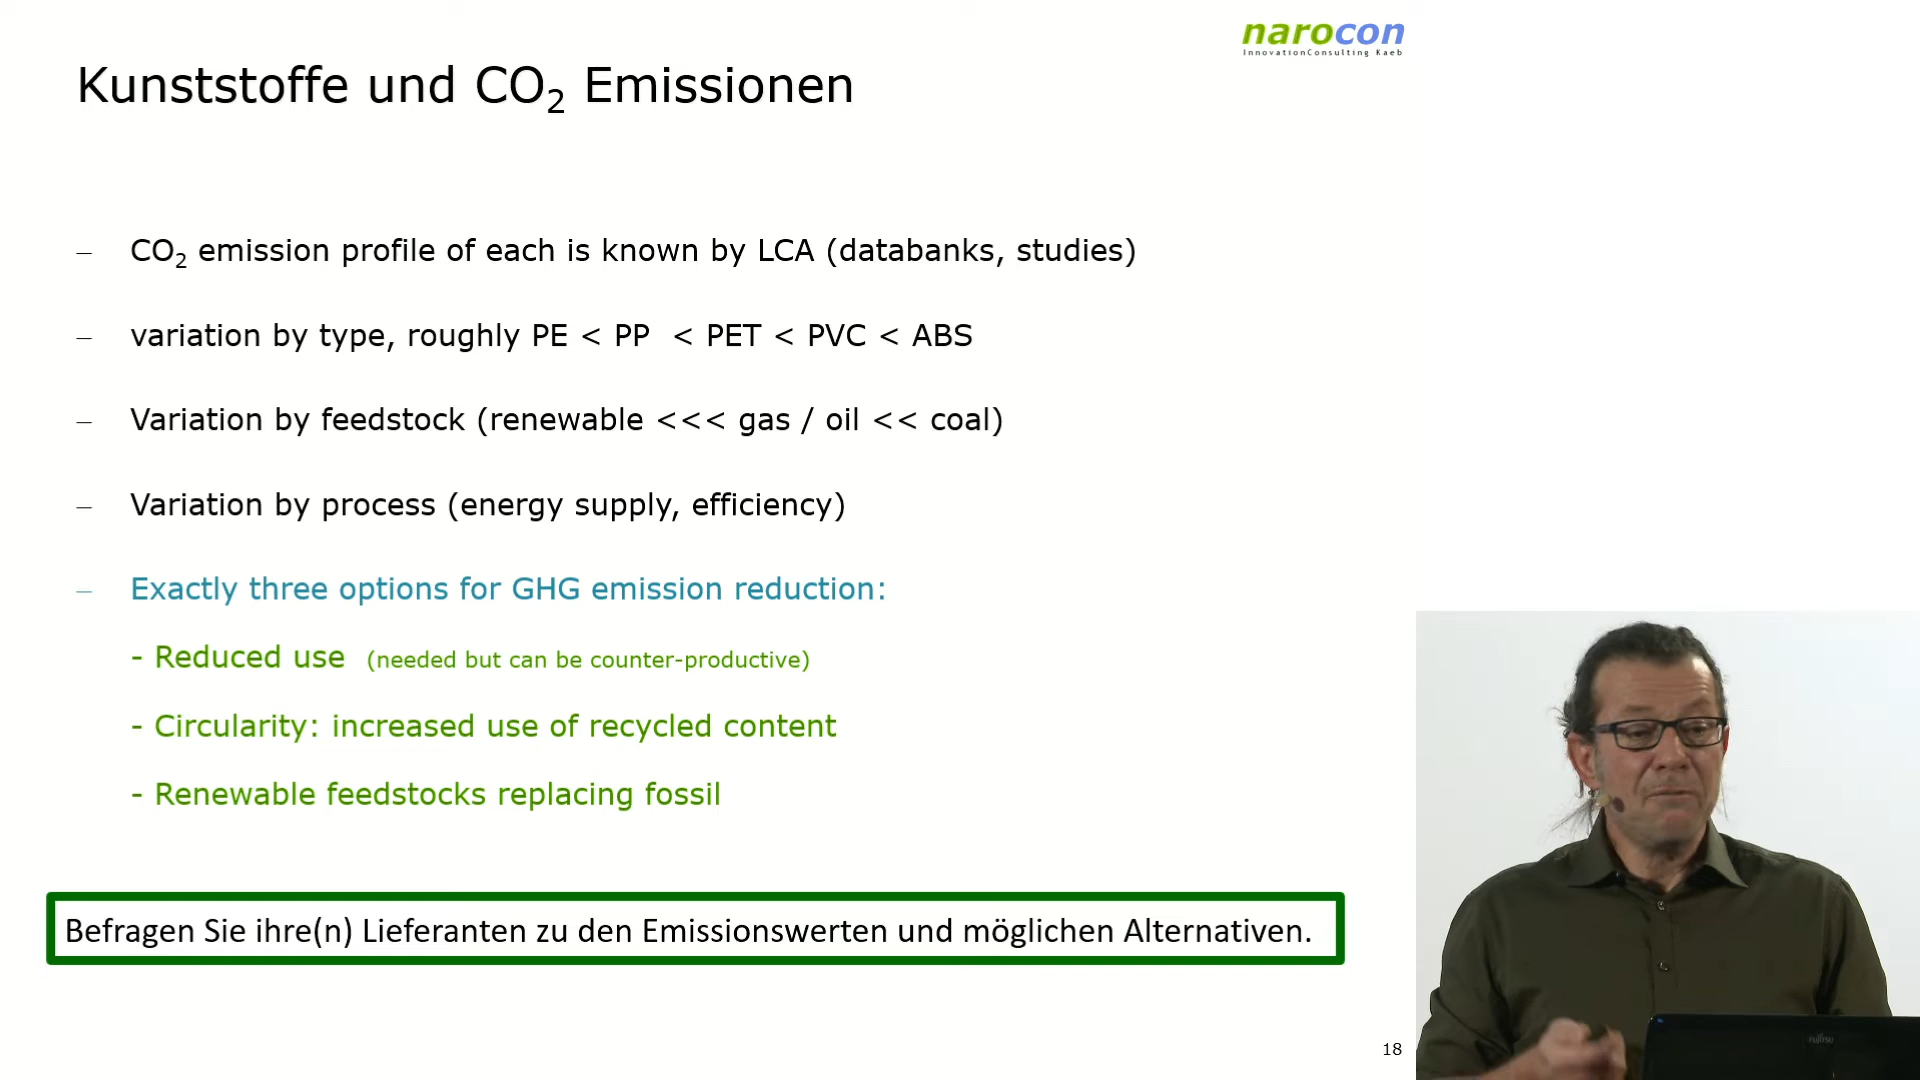 narocon
InnovationConsulting Kaeb
Kunststoffe und CO₂ Emissionen
– CO₂ emission profile of each is known by LCA (databanks, studies)
– variation by type, roughly PE < PP < PET < PVC < ABS
– Variation by feedstock (renewable <<< gas / oil << coal)
– Variation by process (energy supply, efficiency)
– Exactly three options for GHG emission reduction:
- Reduced use (needed but can be counter-productive)
- Circularity: increased use of recycled content
- Renewable feedstocks replacing fossil
Befragen Sie ihre(n) Lieferanten zu den Emissionswerten und möglichen Alternativen.
18
FUJITSU